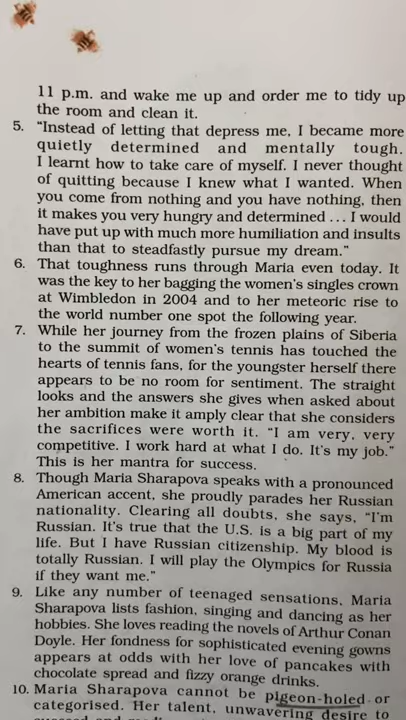 11 p.m. and wake me up and order me to tidy up
the room and clean it.
5. "Instead of letting that depress me, I became more
quietly determined and mentally tough.
I learnt how to take care of myself. I never thought
of quitting because I knew what I wanted. When
you come from nothing and you have nothing, then
it makes you very hungry and determined ... I would
have put up with much more humiliation and insults
than that to steadfastly pursue my dream."
6. That toughness runs through Maria even today. It
was the key to her bagging the women's singles crown
at Wimbledon in 2004 and to her meteoric rise to
the world number one spot the following year.
7. While her journey from the frozen plains of Siberia
to the summit of women's tennis has touched the
hearts of tennis fans, for the youngster herself there
appears to be no room for sentiment. The straight
looks and the answers she gives when asked about
her ambition make it amply clear that she considers
the sacrifices were worth it. "I am very, very
competitive. I work hard at what I do. It's my job."
This is her mantra for success.
8. Though Maria Sharapova speaks with a pronounced
American accent, she proudly parades her Russian
nationality. Clearing all doubts, she says, "I'm
Russian. It's true that the U.S. is a big part of my
life. But I have Russian citizenship. My blood is
totally Russian. I will play the Olympics for Russia
if they want me."
9. Like any number of teenaged sensations, Maria
Sharapova lists fashion, singing and dancing as her
hobbies. She loves reading the novels of Arthur Conan
Doyle. Her fondness for sophisticated evening gowns
appears at odds with her love of pancakes with
chocolate spread and fizzy orange drinks.
10. Maria Sharapova cannot be pigeon-holed or
categorised. Her talent, unwavering desire to